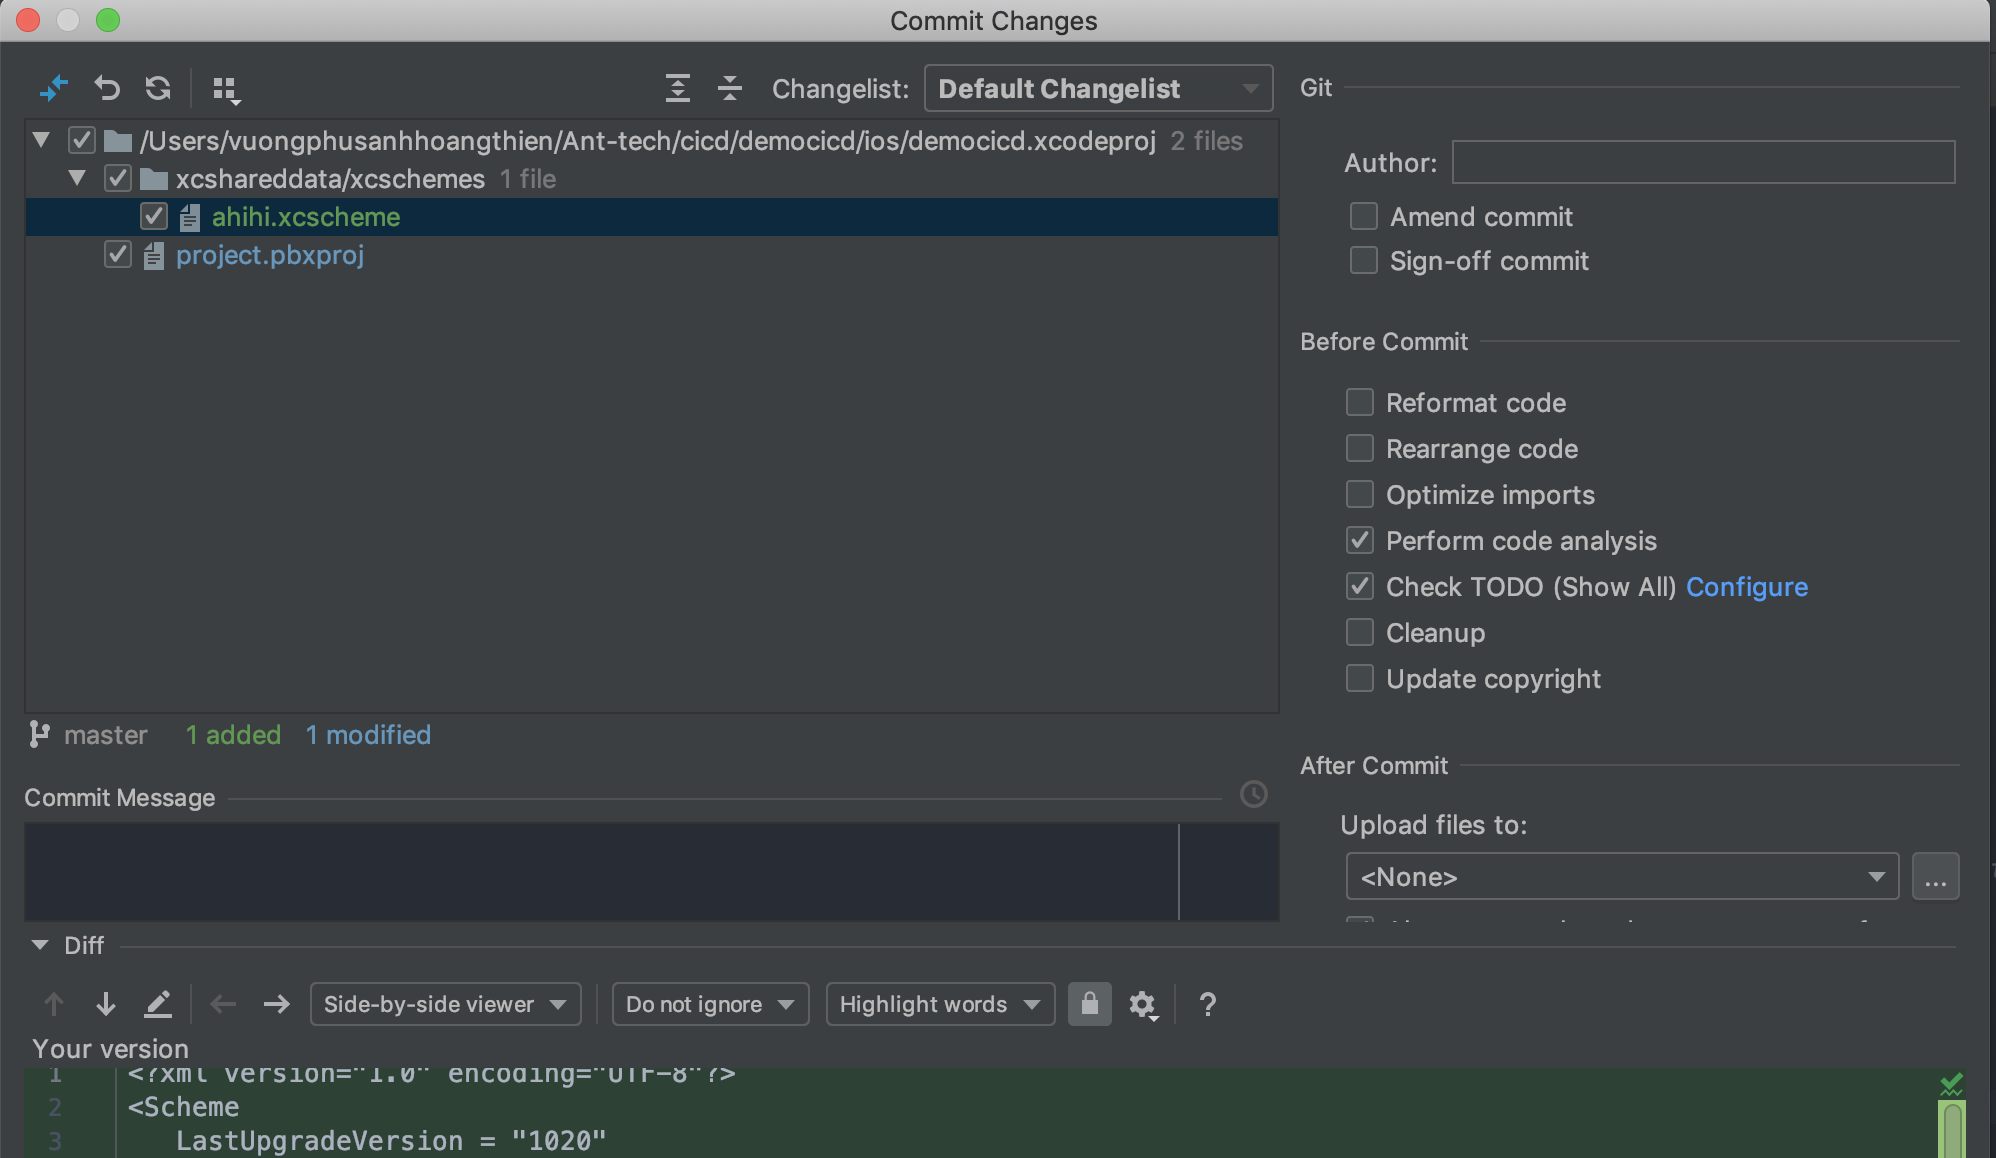 Commit Changes
Changelist: Default Changelist
/Users/vuongphusanhhoangthien/Ant-tech/cicd/democicd/ios/democicd.xcodeproj 2 files
xcshareddata/xcschemes 1 file
ahihi.xcscheme
project.pbxproj
master 1 added 1 modified
Commit Message
Git
Author:
Amend commit
Sign-off commit
Before Commit
Reformat code
Rearrange code
Optimize imports
Perform code analysis
Check TODO (Show All) Configure
Cleanup
Update copyright
After Commit
Upload files to:
<None> ...
Diff
Side-by-side viewer Do not ignore Highlight words ?
Your version
1 <?xml version="1.0" encoding="UTF-8"?>
2 <Scheme
3 LastUpgradeVersion = "1020"